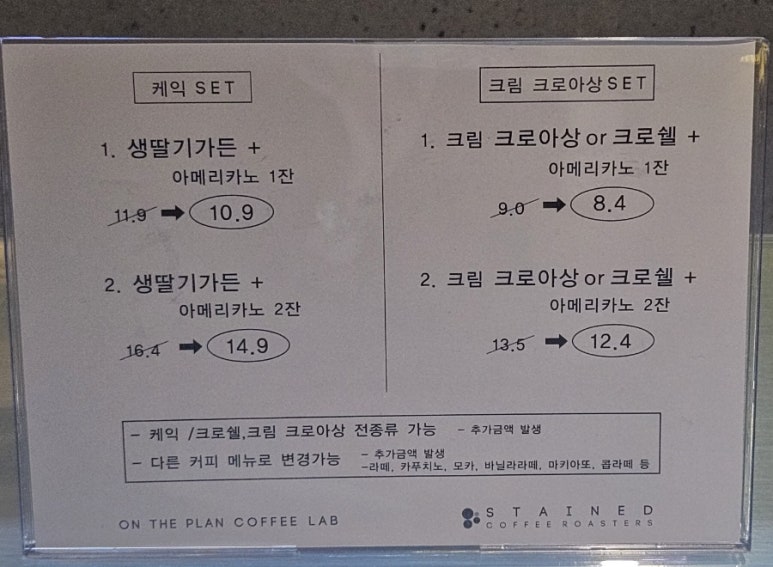 케익 SET
1. 생딸기가든 +
아메리카노 1잔
11.9 ➡ 10.9
2. 생딸기가든 +
아메리카노 2잔
16.4 ➡ 14.9
크림 크로아상 SET
1. 크림 크로아상 or 크로쉘 +
아메리카노 1잔
9.0 ➡ 8.4
2. 크림 크로아상 or 크로쉘 +
아메리카노 2잔
13.5 ➡ 12.4
- 케익 /크로쉘,크림 크로아상 전종류 가능 - 추가금액 발생
- 다른 커피 메뉴로 변경가능 - 추가금액 발생
-라떼, 카푸치노, 모카, 바닐라라떼, 마키아또, 콥라떼 등
ON THE PLAN COFFEE LAB
STAINED
COFFEE ROASTERS